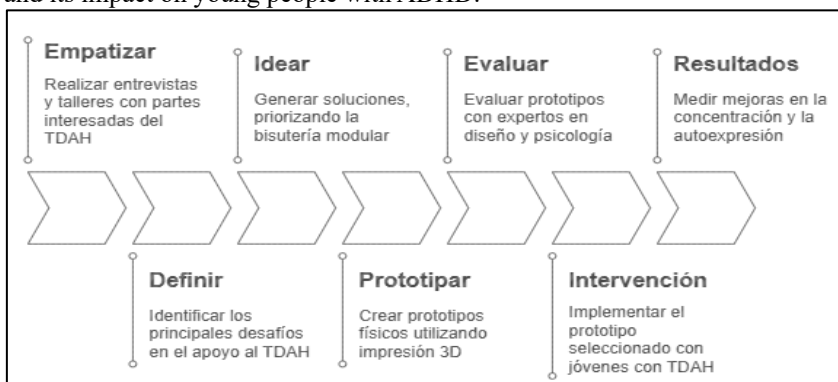 and its impact on young people with ADHD.
Empatizar
Realizar entrevistas
y talleres con partes
interesadas del
TDAH
Definir
Identificar los
principales desafíos
en el apoyo al TDAH
Idear
Generar soluciones,
priorizando la
bisutería modular
Prototipar
Crear prototipos
físicos utilizando
impresión 3D
Evaluar
Evaluar prototipos
con expertos en
diseño y psicología
Intervención
Implementar el
prototipo
seleccionado con
jóvenes con TDAH
Resultados
Medir mejoras en la
concentración y la
autoexpresión